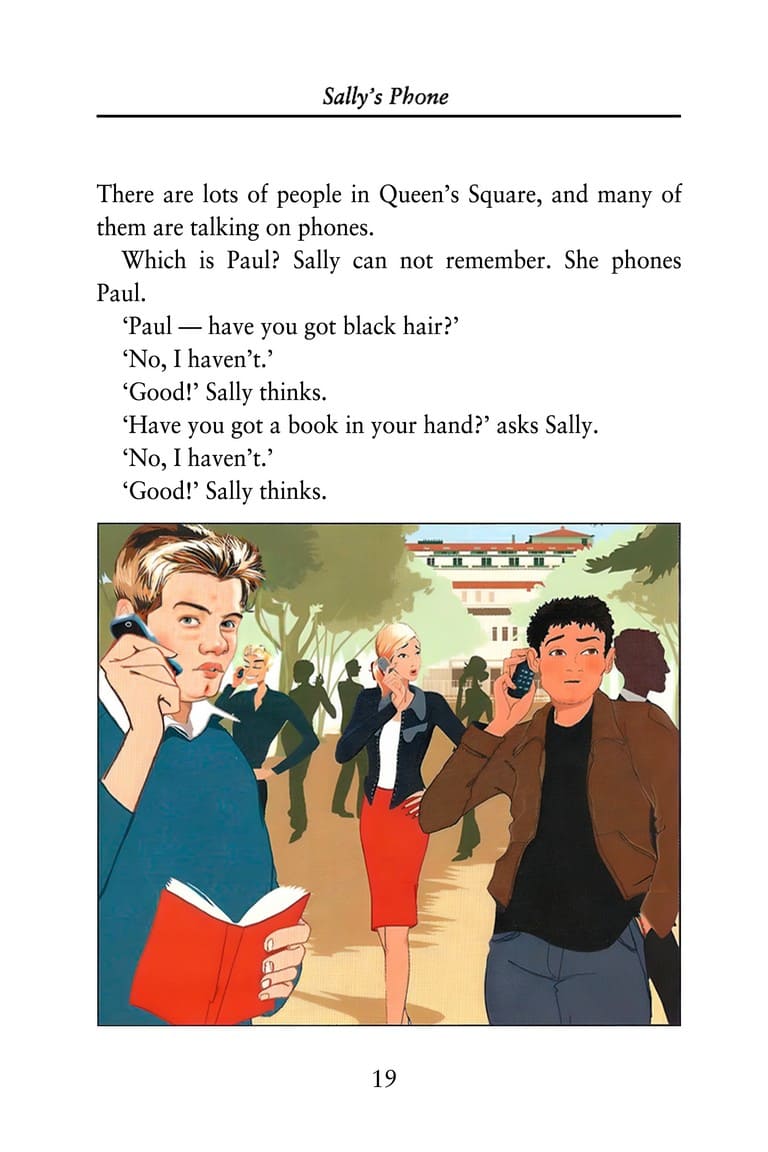 Sally's Phone
There are lots of people in Queen's Square, and many of
them are talking on phones.
Which is Paul? Sally can not remember. She phones
Paul.
‘Paul — have you got black hair?’
‘No, I haven't.’
‘Good!’ Sally thinks.
‘Have you got a book in your hand?’ asks Sally.
‘No, I haven't.’
‘Good!’ Sally thinks.
19